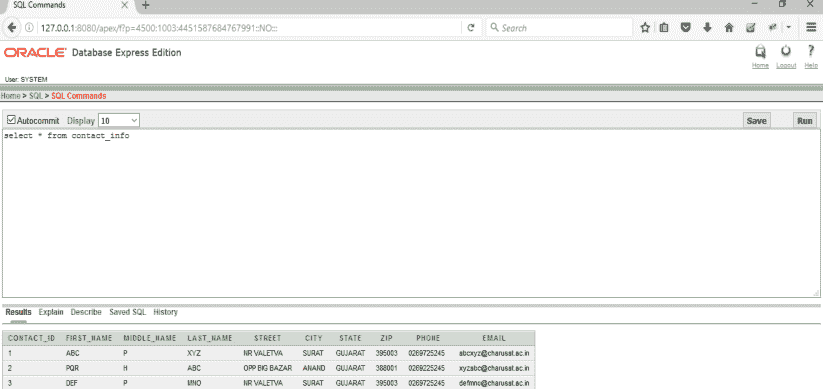 SQL Commands
127.0.0.1:8080/apex/f?p=4500:1003:4451587684767991::NO:::
Search
ORACLE Database Express Edition
Home Logout Help
User: SYSTEM
Home > SQL > SQL Commands
Autocommit Display 10 Save Run
select * from contact_info
Results Explain Describe Saved SQL History
CONTACT_ID FIRST_NAME MIDDLE_NAME LAST_NAME STREET CITY STATE ZIP PHONE EMAIL
1 ABC P XYZ NR VALETVA SURAT GUJARAT 395003 0269725245 abcxyz@charusat.ac.in
2 PQR H ABC OPP BIG BAZAR ANAND GUJARAT 388001 0269225245 xyzabc@charusat.ac.in
3 DEF P MNO NR VALETVA SURAT GUJARAT 395003 0269725245 defmno@charusat.ac.in